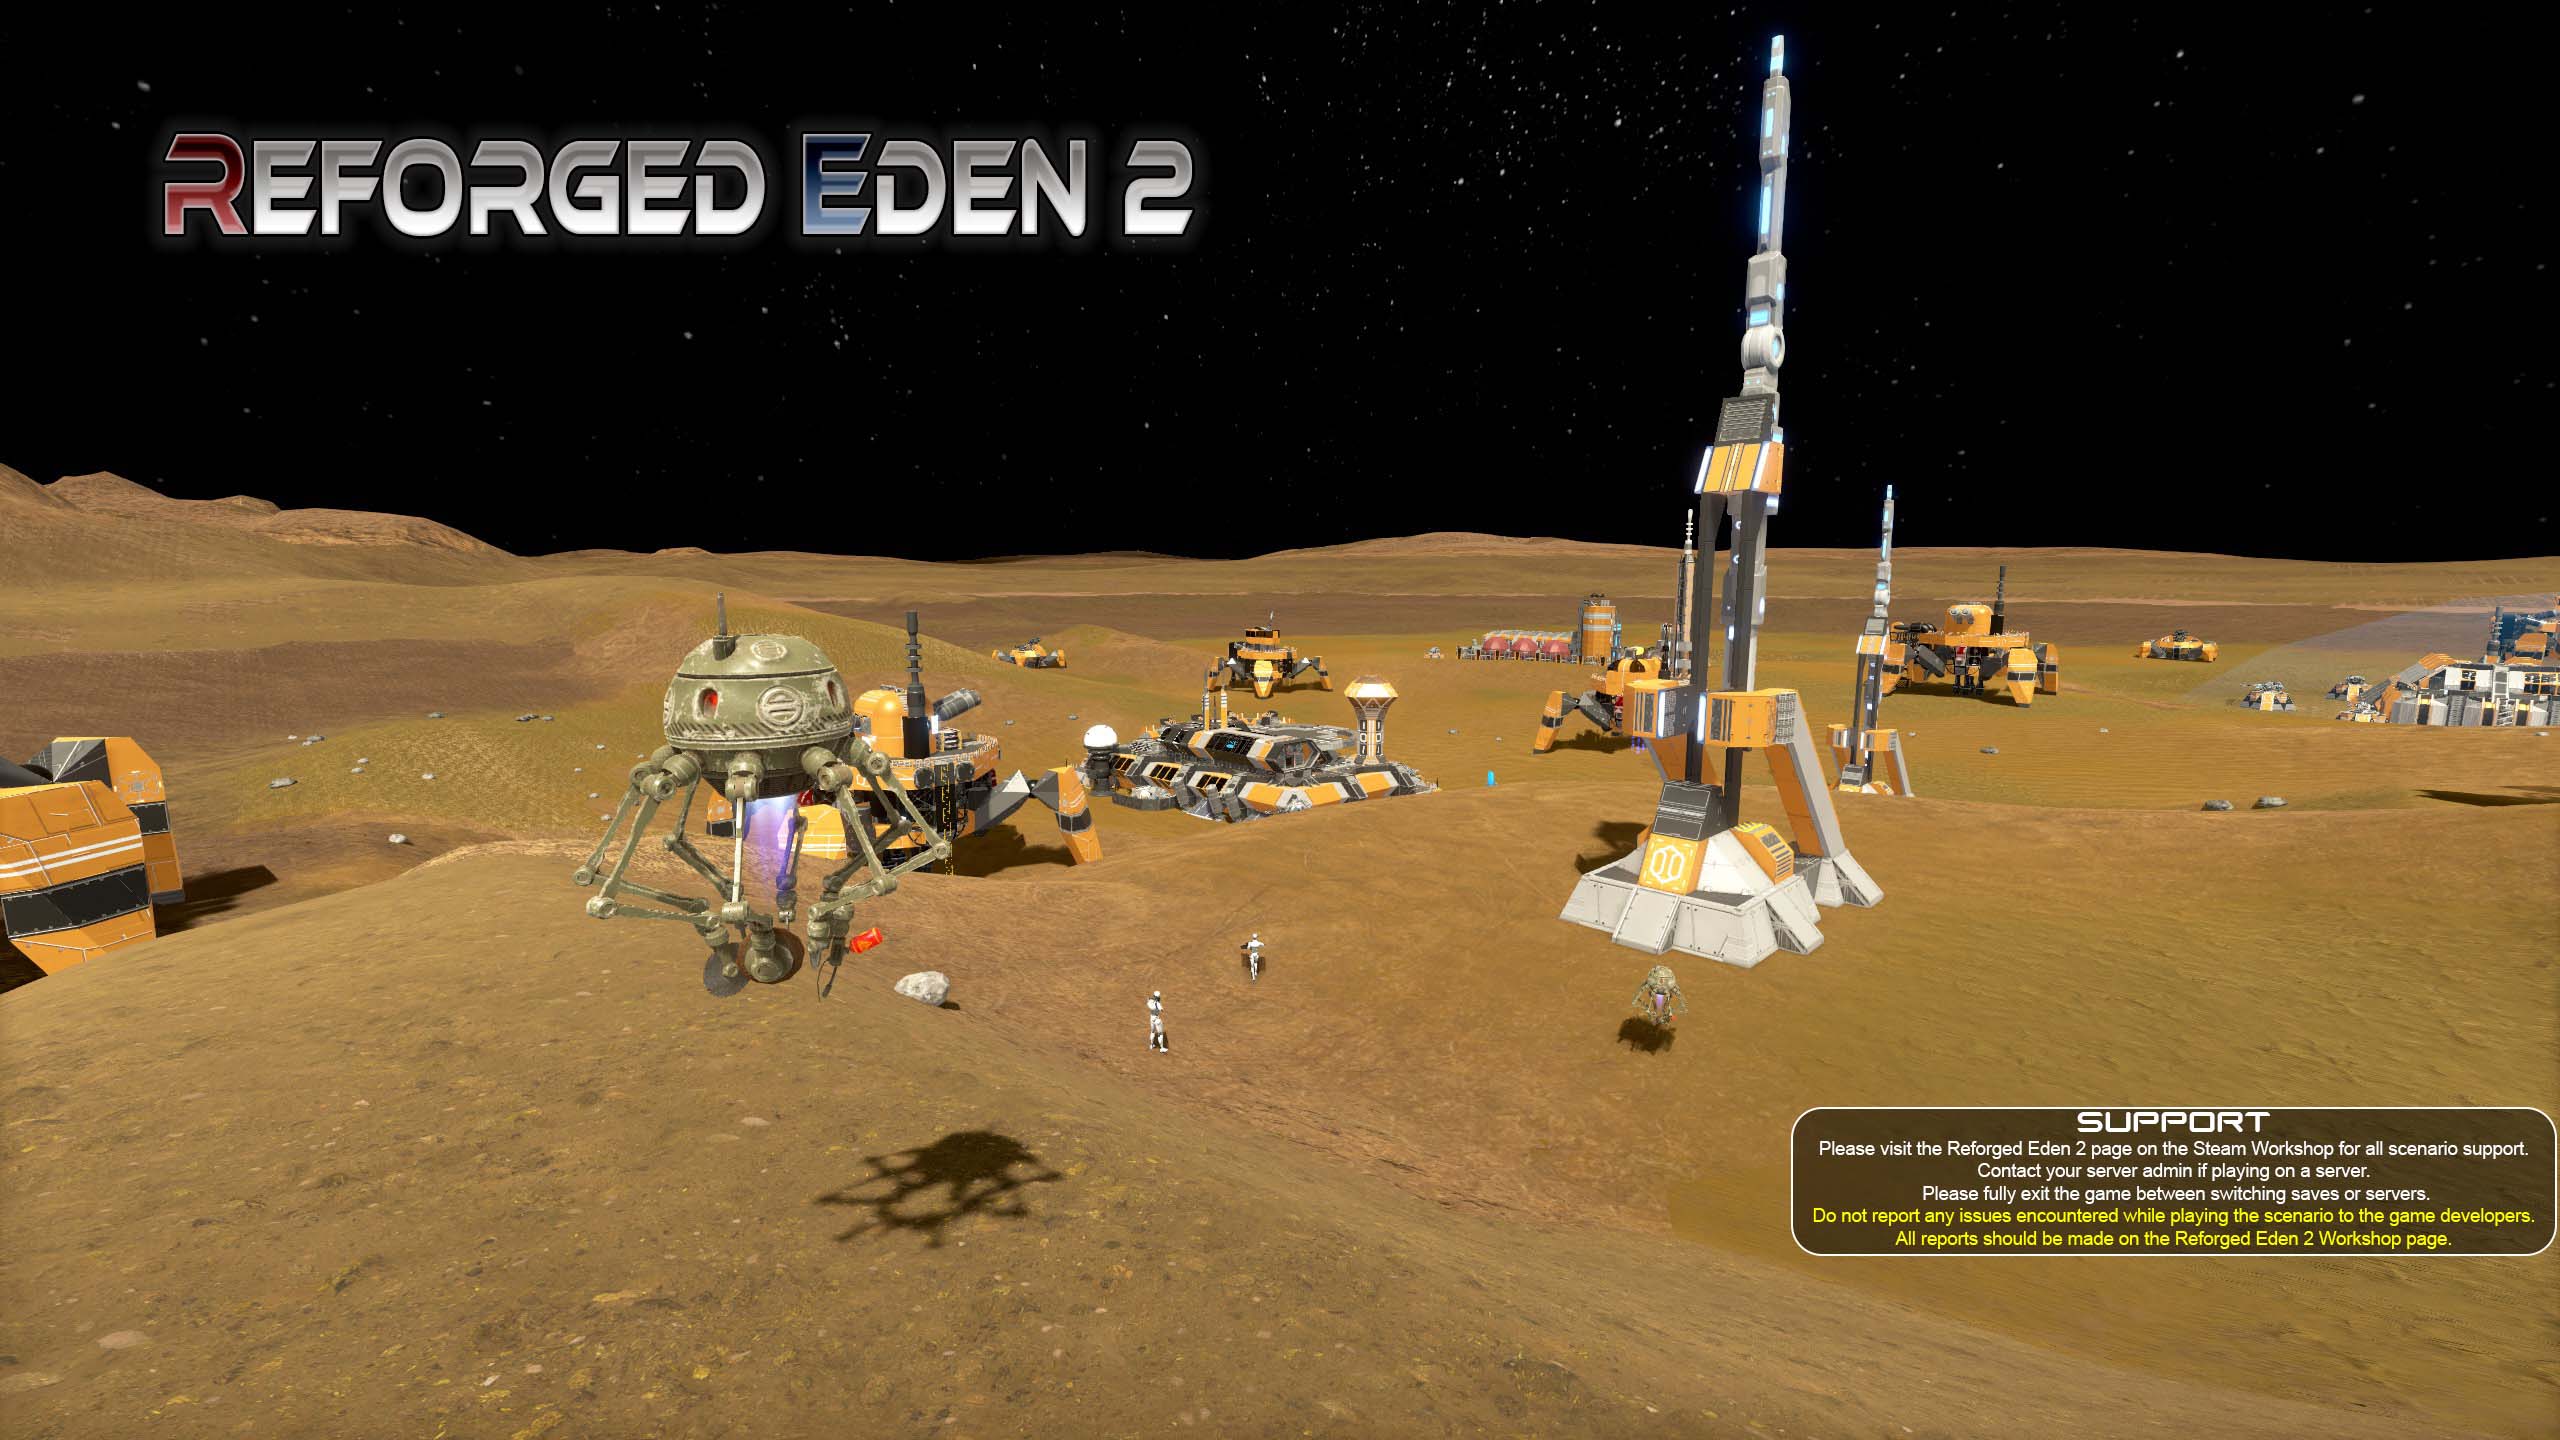 REFORGED EDEN 2
SUPPORT
Please visit the Reforged Eden 2 page on the Steam Workshop for all scenario support.
Contact your server admin if playing on a server.
Please fully exit the game between switching saves or servers.
Do not report any issues encountered while playing the scenario to the game developers.
All reports should be made on the Reforged Eden 2 Workshop page.